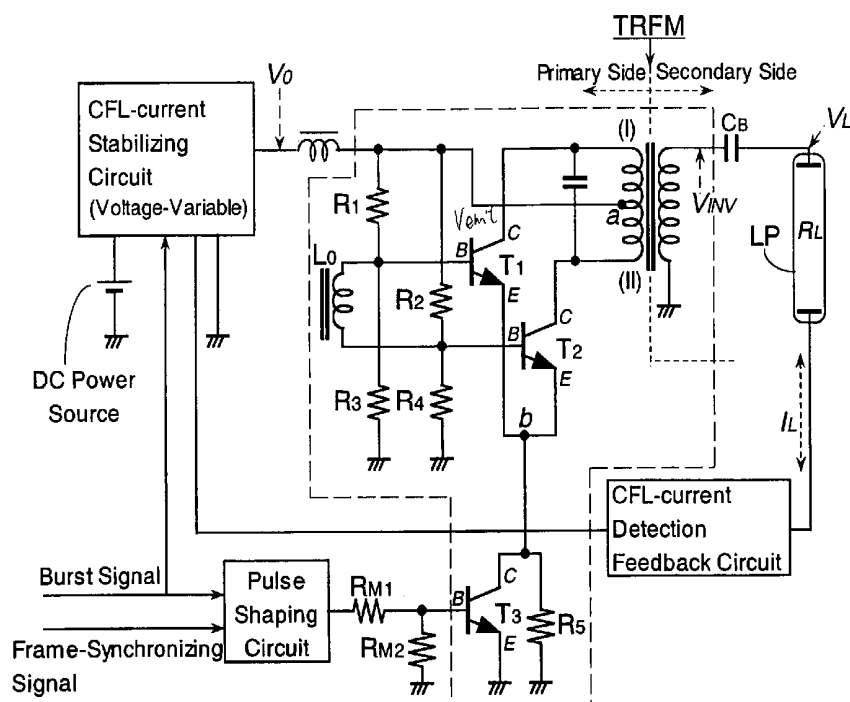 TRFM
Primary Side
Secondary Side
V0
CFL-current
Stabilizing
Circuit
(Voltage-Variable)
(I)
CB
VL
R1
Vemit
a
VINV
RL
LP
C
B
T1
E
L0
(II)
R2
C
B
T2
E
DC Power
Source
R3
R4
b
IL
CFL-current
Detection
Feedback Circuit
Burst Signal
Pulse
Shaping
Circuit
RM1
C
B
T3
E
R5
RM2
Frame-Synchronizing
Signal